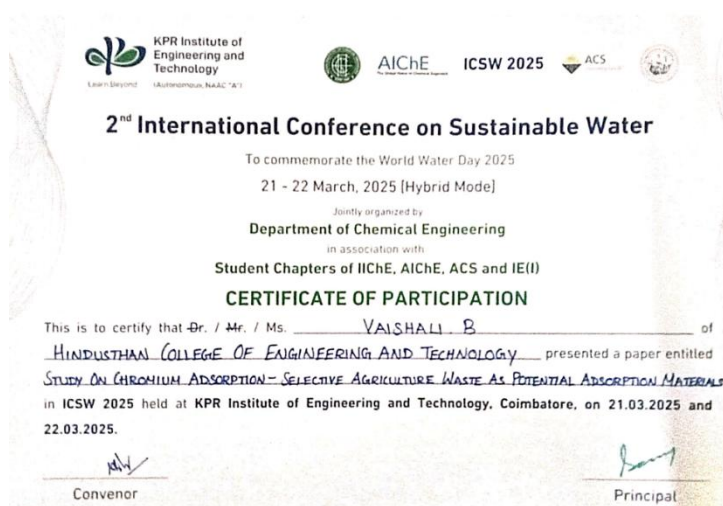 KPR Institute of
Engineering and
Technology
Learn Beyond (Autonomous, NAAC "A")
AIChE
ICSW 2025
ACS
2nd International Conference on Sustainable Water
To commemorate the World Water Day 2025
21 - 22 March, 2025 (Hybrid Mode)
Jointly organized by
Department of Chemical Engineering
in association with
Student Chapters of IIChE, AIChE, ACS and IE(I)
CERTIFICATE OF PARTICIPATION
This is to certify that Dr. / Mr. / Ms. VAISHALI. B of
HINDUSTHAN COLLEGE OF ENGINEERING AND TECHNOLOGY presented a paper entitled
STUDY ON CHROMIUM ADSORPTION - SELECTIVE AGRICULTURE WASTE AS POTENTIAL ADSORPTION MATERIALS
in ICSW 2025 held at KPR Institute of Engineering and Technology, Coimbatore, on 21.03.2025 and
22.03.2025.
Convenor
Principal